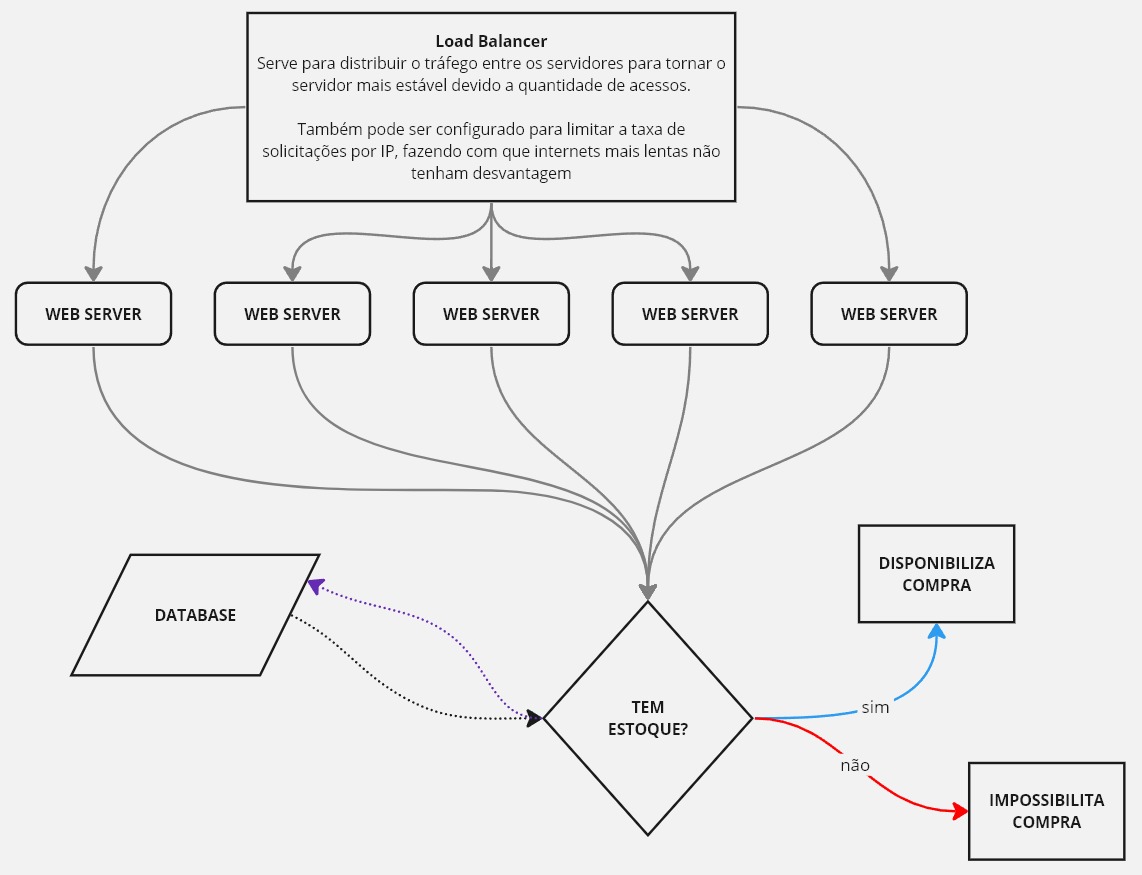 Load Balancer
Serve para distribuir o tráfego entre os servidores para tornar o
servidor mais estável devido a quantidade de acessos.
Também pode ser configurado para limitar a taxa de
solicitações por IP, fazendo com que internets mais lentas não
tenham desvantagem
WEB SERVER
WEB SERVER
WEB SERVER
WEB SERVER
WEB SERVER
DATABASE
TEM
ESTOQUE?
DISPONIBILIZA
COMPRA
sim
não
IMPOSSIBILITA
COMPRA